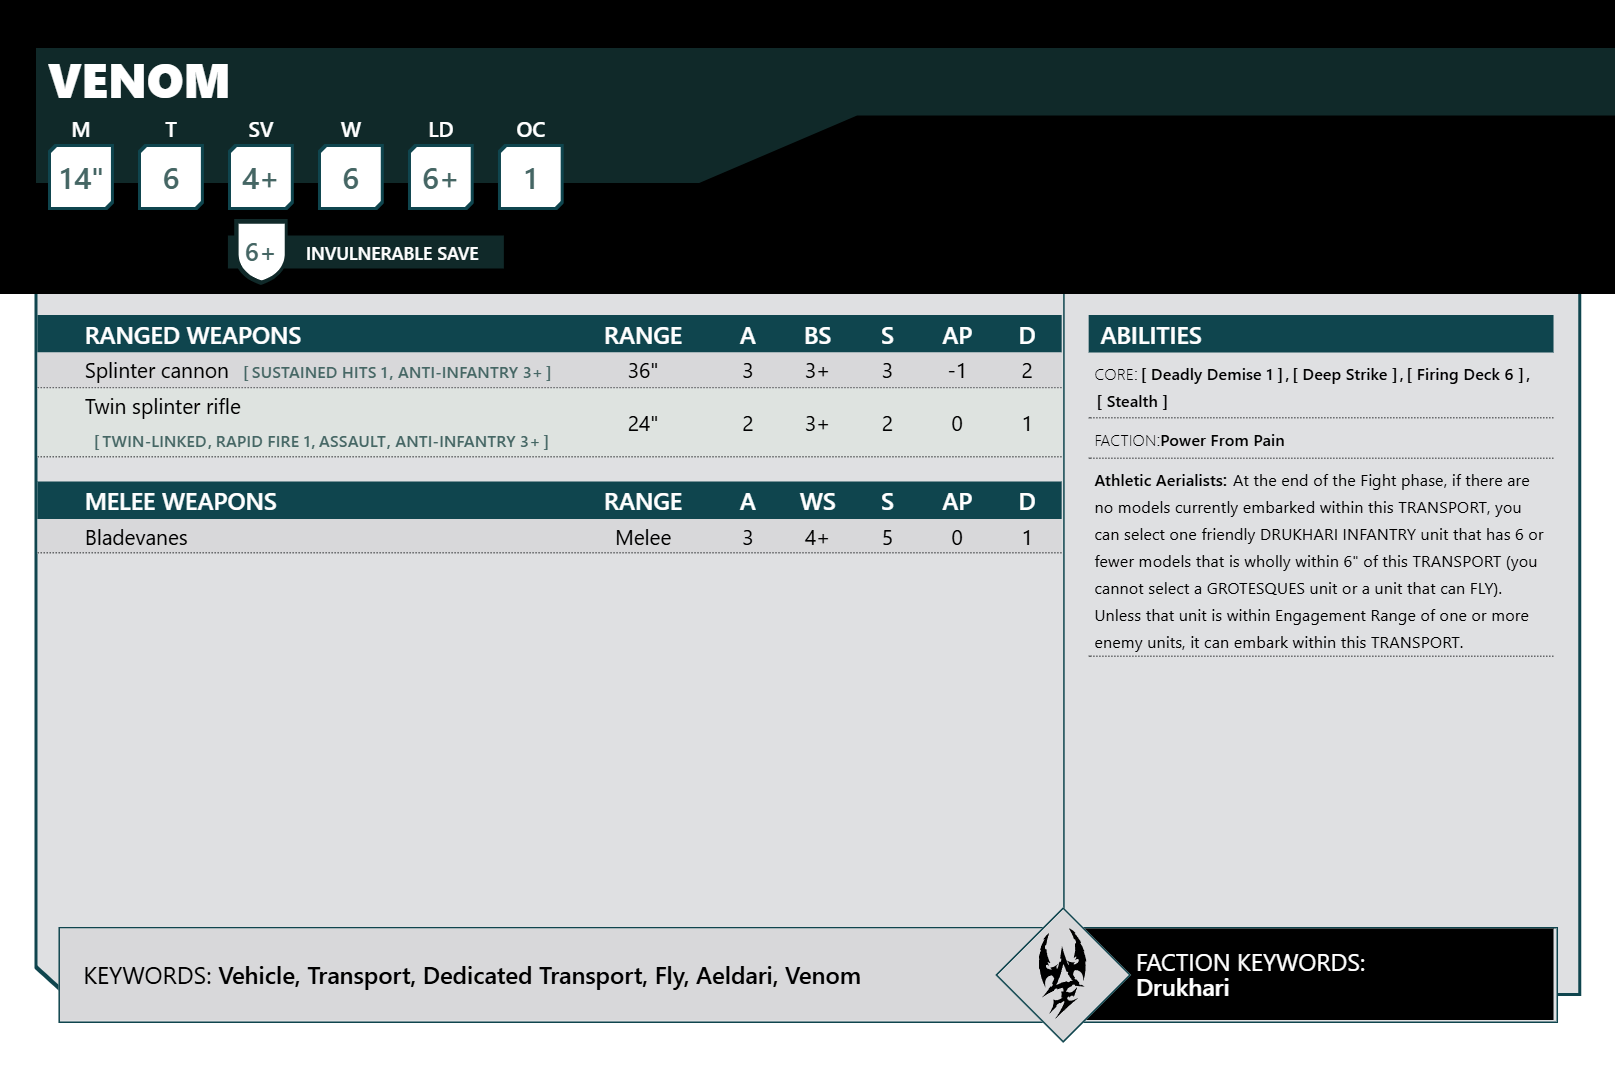 VENOM
M T SV W LD OC
14" 6 4+ 6 6+ 1
6+ INVULNERABLE SAVE
RANGED WEAPONS RANGE A BS S AP D
Splinter cannon [ SUSTAINED HITS 1, ANTI-INFANTRY 3+ ] 36" 3 3+ 3 -1 2
Twin splinter rifle
[ TWIN-LINKED, RAPID FIRE 1, ASSAULT, ANTI-INFANTRY 3+ ] 24" 2 3+ 2 0 1
MELEE WEAPONS RANGE A WS S AP D
Bladevanes Melee 3 4+ 5 0 1
ABILITIES
CORE: [ Deadly Demise 1 ] , [ Deep Strike ] , [ Firing Deck 6 ] ,
[ Stealth ]
FACTION:Power From Pain
Athletic Aerialists: At the end of the Fight phase, if there are
no models currently embarked within this TRANSPORT, you
can select one friendly DRUKHARI INFANTRY unit that has 6 or
fewer models that is wholly within 6" of this TRANSPORT (you
cannot select a GROTESQUES unit or a unit that can FLY).
Unless that unit is within Engagement Range of one or more
enemy units, it can embark within this TRANSPORT.
KEYWORDS: Vehicle, Transport, Dedicated Transport, Fly, Aeldari, Venom
FACTION KEYWORDS:
Drukhari